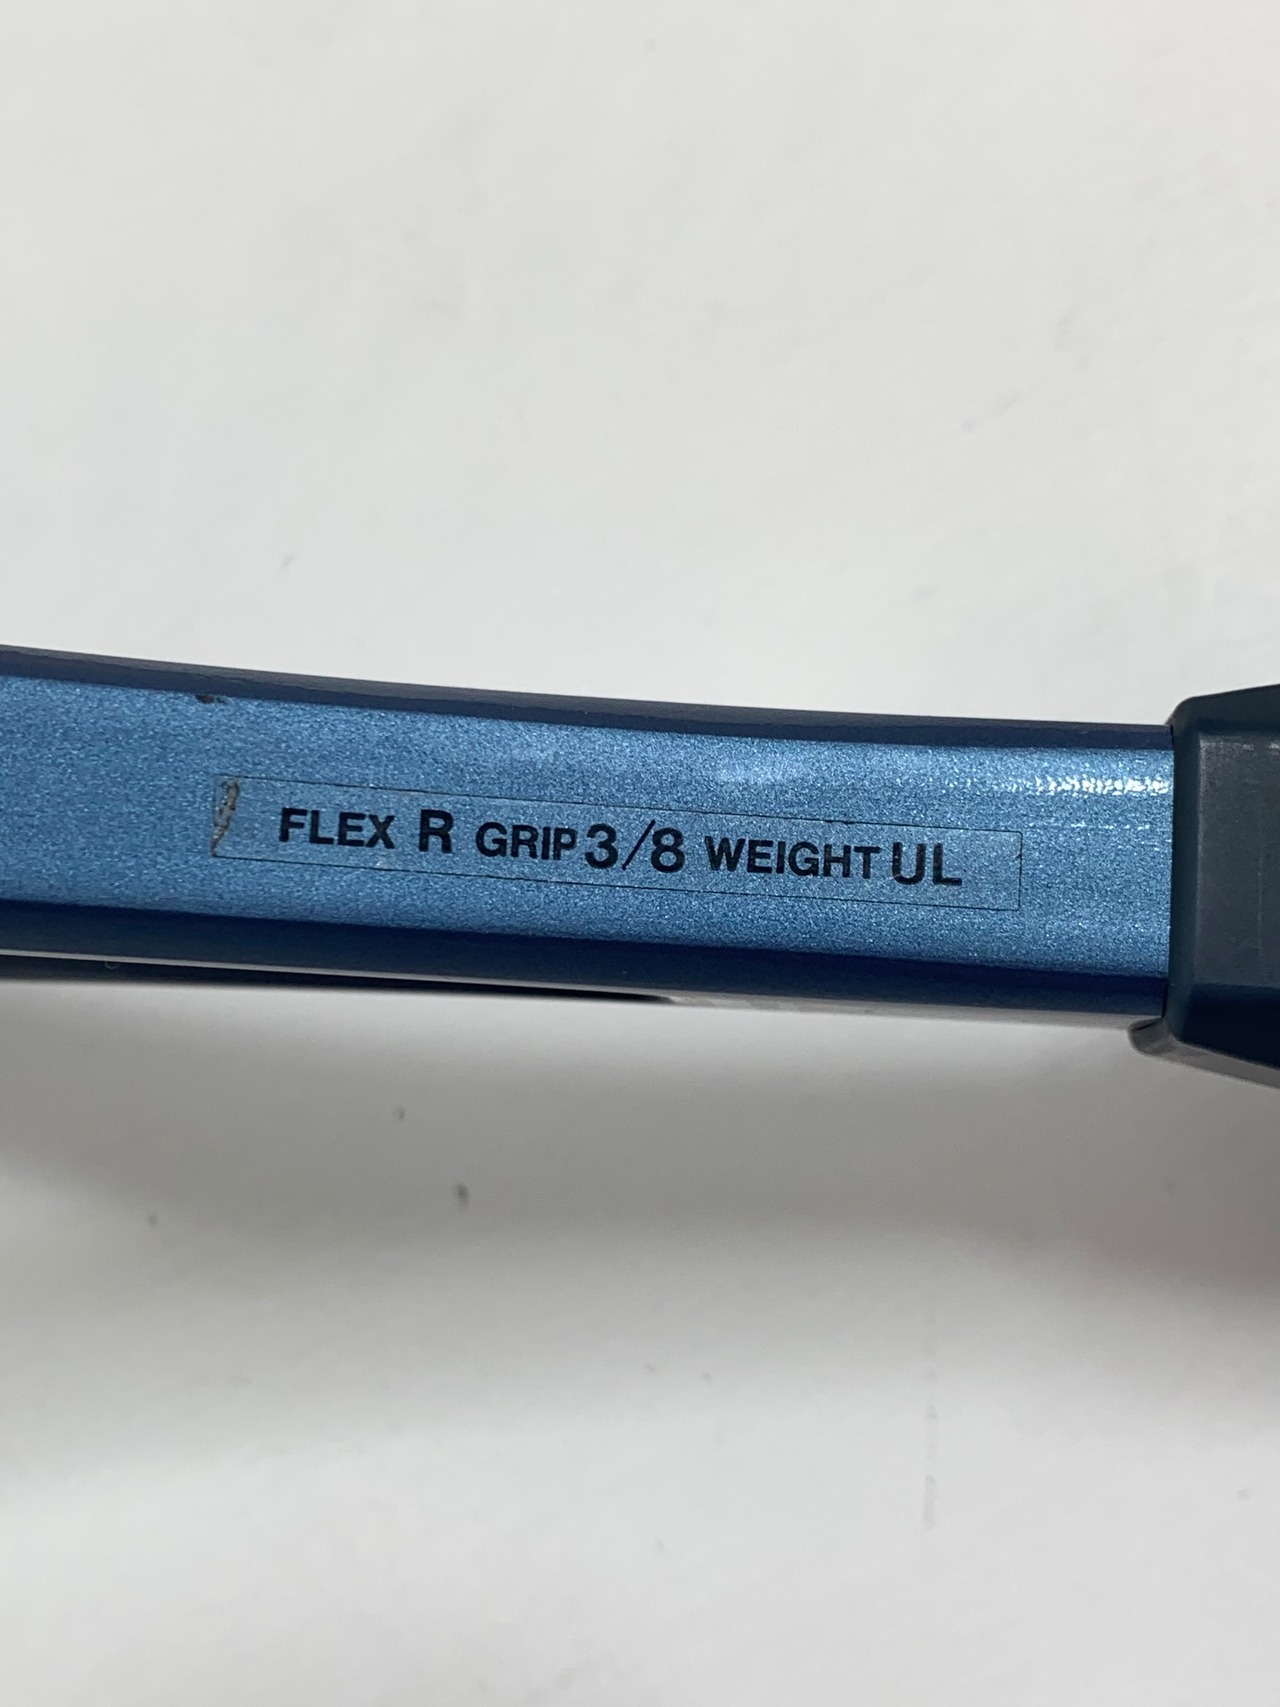 FLEX R GRIP 3/8 WEIGHT UL